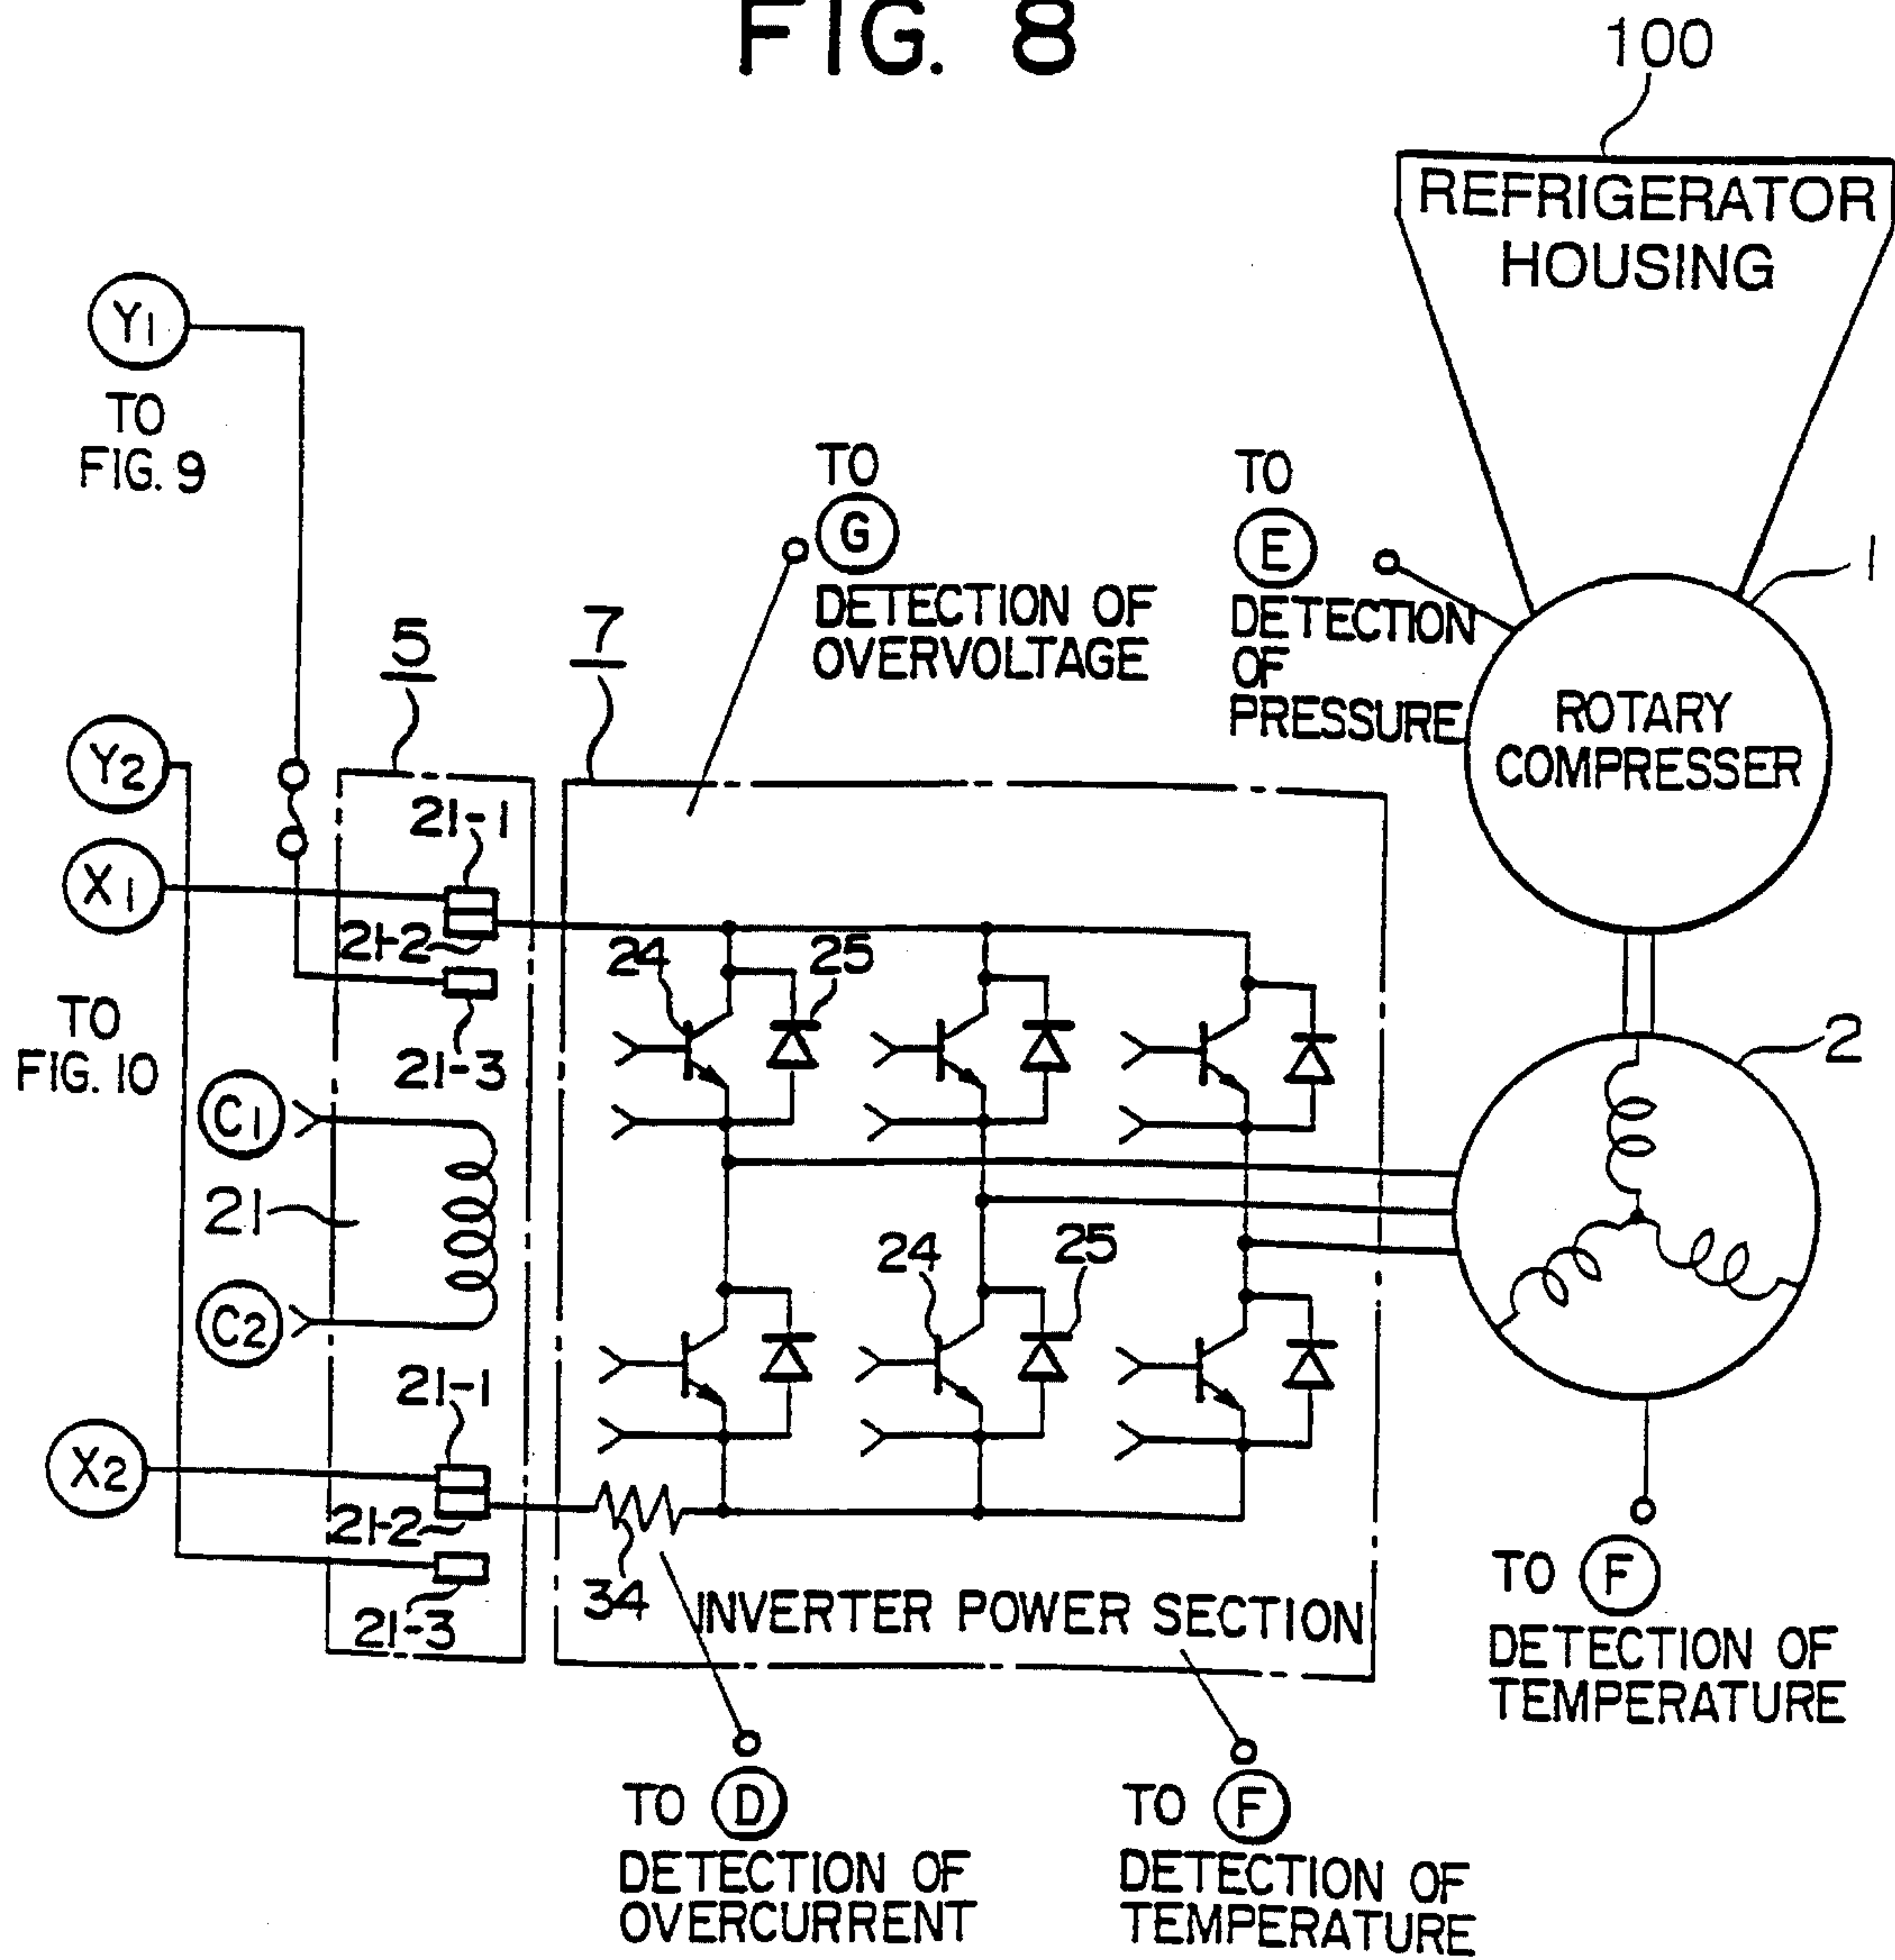 FIG. 8
100
REFRIGERATOR
HOUSING
Y1
TO
FIG. 9
TO
G
DETECTION OF
OVERVOLTAGE
TO
E
DETECTION
OF
PRESSURE
1
ROTARY
COMPRESSER
5
7
Y2
X1
21-1
21-2
21-3
24
25
TO
FIG. 10
C1
21
C2
2
24
25
21-1
X2
21-2
21-3
34
INVERTER POWER SECTION
TO F
DETECTION OF
TEMPERATURE
TO D
DETECTION OF
OVERCURRENT
TO F
DETECTION OF
TEMPERATURE